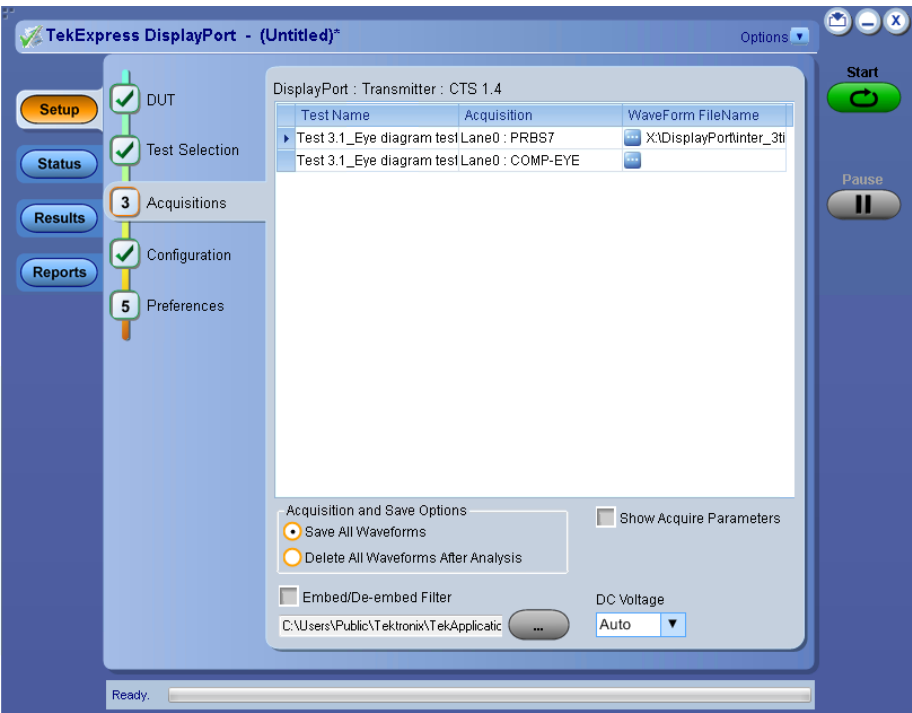 TekExpress DisplayPort - (Untitled)*
Options
Start
Pause
Setup
Status
Results
Reports
DUT
Test Selection
3 Acquisitions
Configuration
5 Preferences
DisplayPort : Transmitter : CTS 1.4
Test Name Acquisition WaveForm FileName
Test 3.1_Eye diagram test Lane0 : PRBS7 ... X:\DisplayPort\inter_3ti
Test 3.1_Eye diagram test Lane0 : COMP-EYE ...
Acquisition and Save Options
Save All Waveforms
Delete All Waveforms After Analysis
Show Acquire Parameters
Embed/De-embed Filter
C:\Users\Public\Tektronix\TekApplicatic ...
DC Voltage
Auto
Ready.